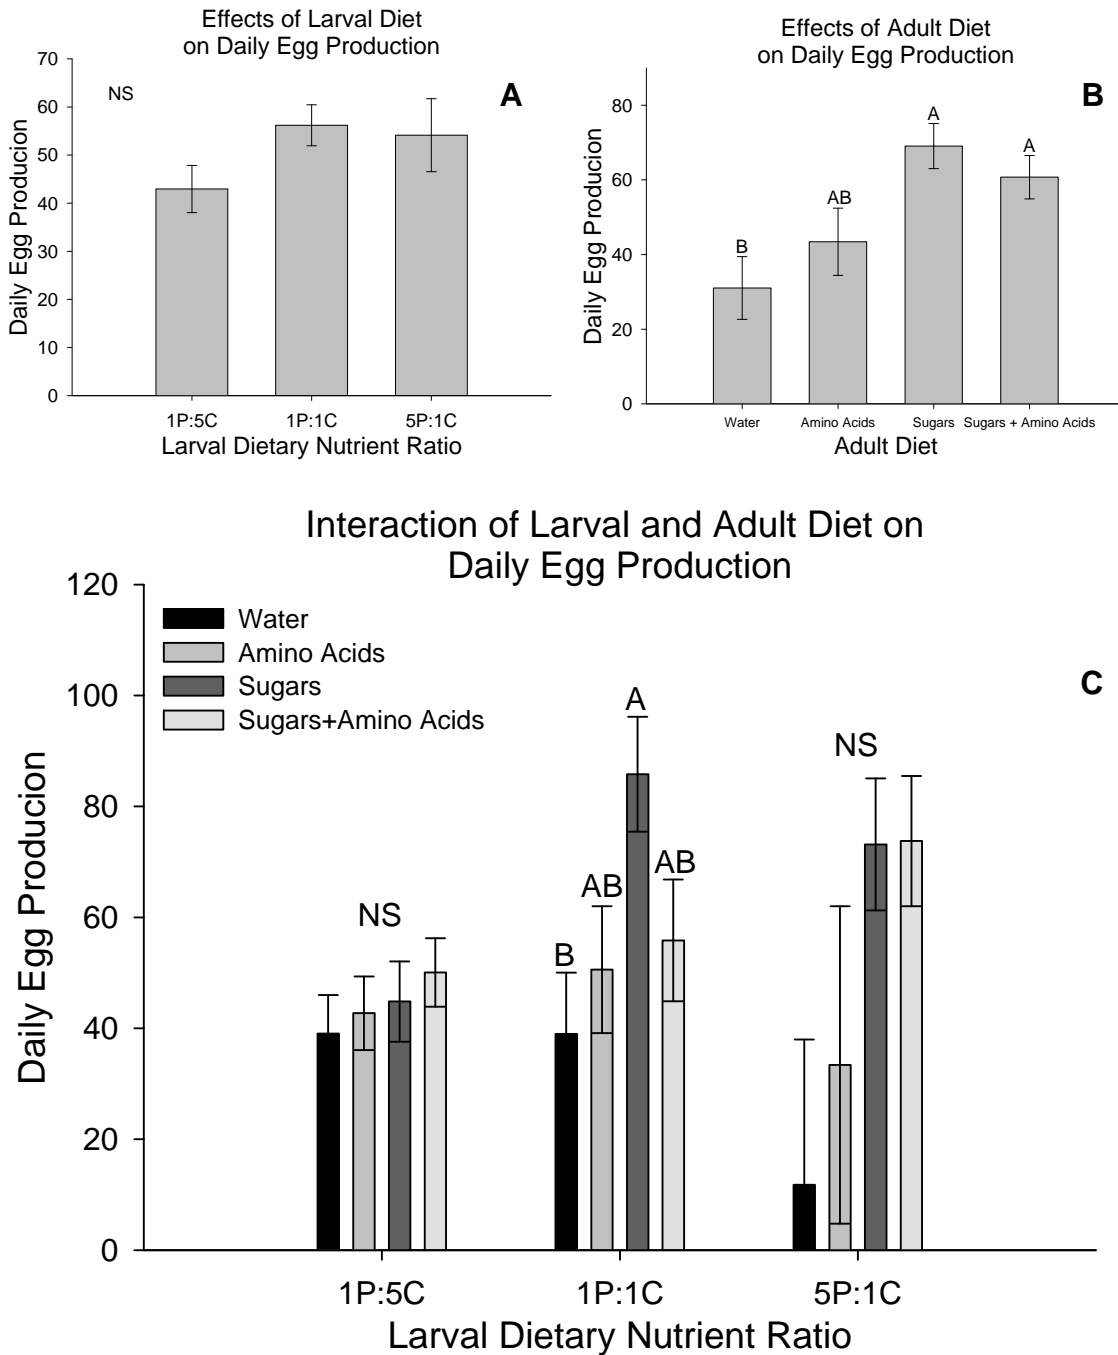 Effects of Larval Diet
on Daily Egg Production
70
60
50
40
30
20
10
0
Daily Egg Producion
NS
A
1P:5C 1P:1C 5P:1C
Larval Dietary Nutrient Ratio
Effects of Adult Diet
on Daily Egg Production
80
60
40
20
0
Daily Egg Producion
B
B
AB
A
A
Water Amino Acids Sugars Sugars + Amino Acids
Adult Diet
Interaction of Larval and Adult Diet on
Daily Egg Production
120
100
80
60
40
20
0
Daily Egg Producion
Water
Amino Acids
Sugars
Sugars+Amino Acids
C
NS
B
AB
A
AB
NS
1P:5C 1P:1C 5P:1C
Larval Dietary Nutrient Ratio